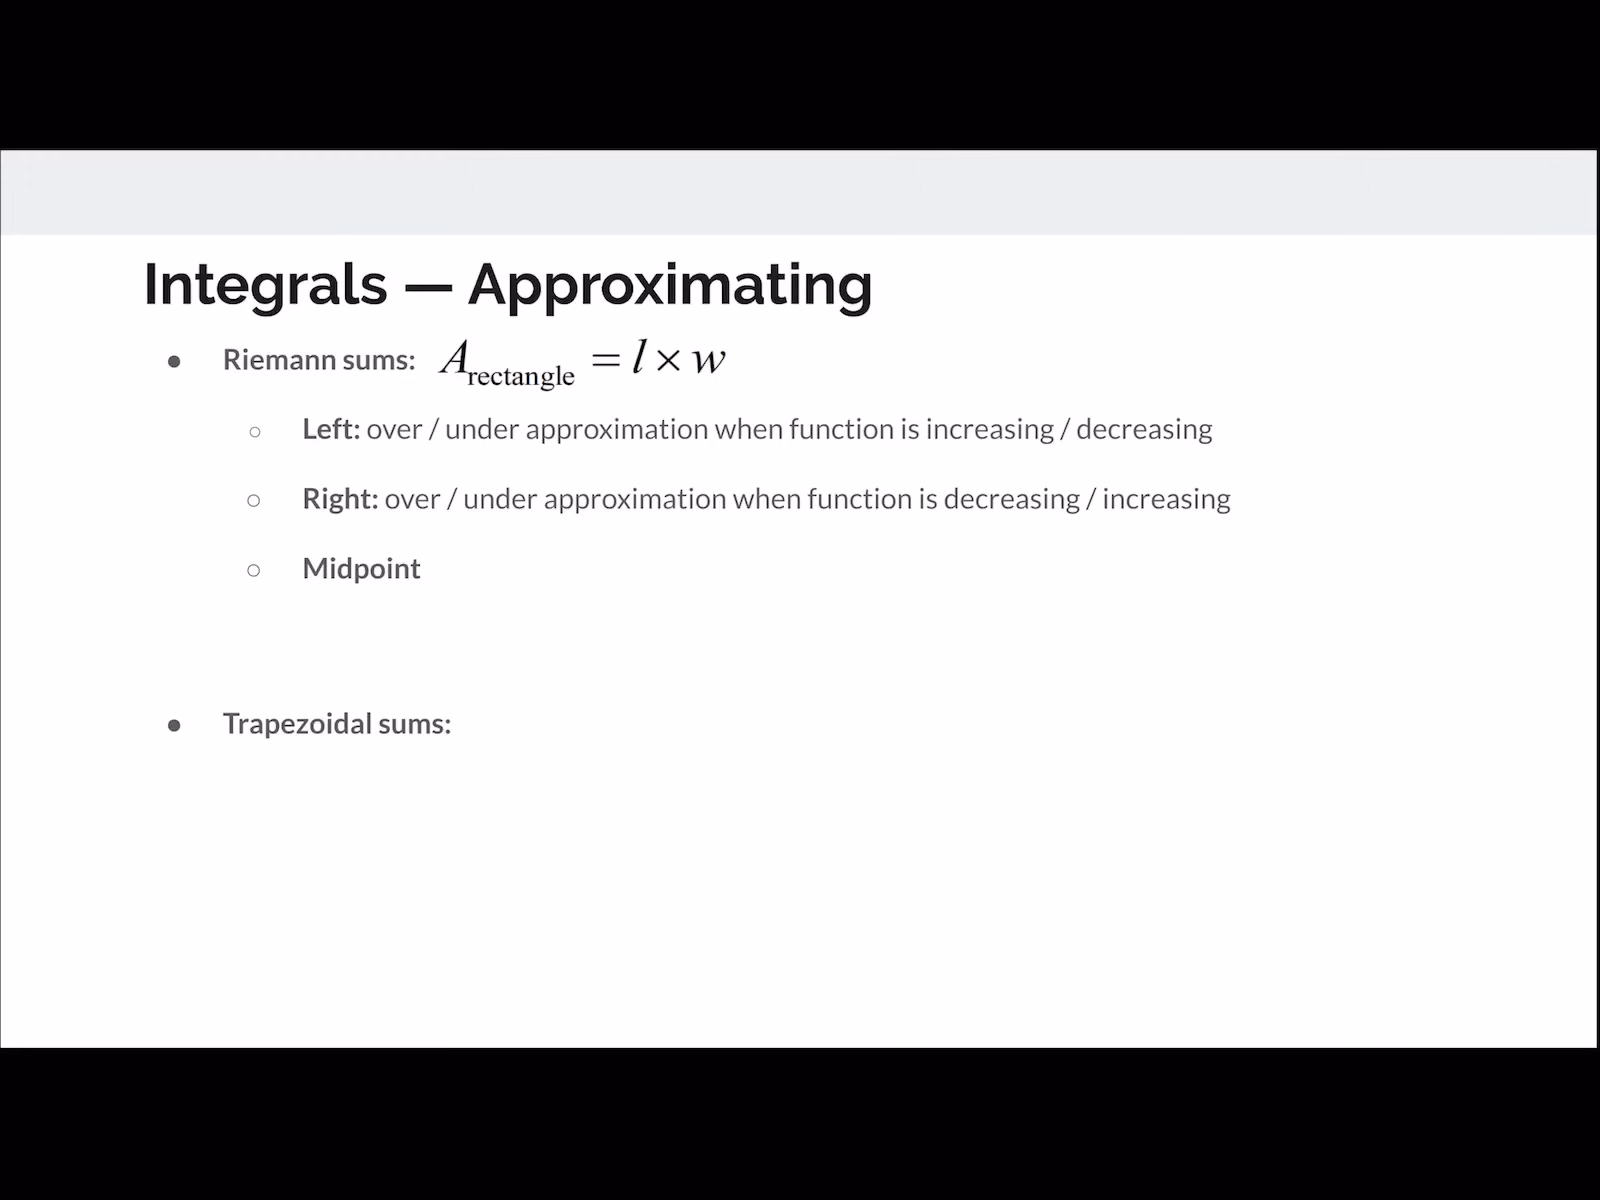 Integrals — Approximating
● Riemann sums: A_rectangle = l × w
○ Left: over / under approximation when function is increasing / decreasing
○ Right: over / under approximation when function is decreasing / increasing
○ Midpoint
● Trapezoidal sums: